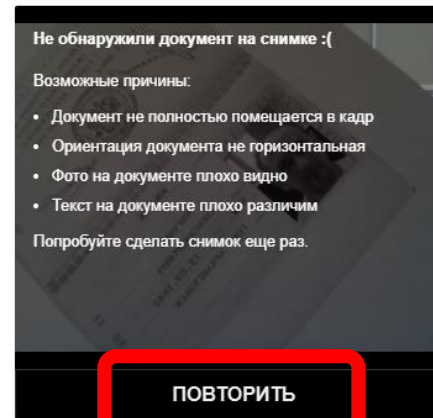 Не обнаружили документ на снимке :(
Возможные причины:
• Документ не полностью помещается в кадр
• Ориентация документа не горизонтальная
• Фото на документе плохо видно
• Текст на документе плохо различим
Попробуйте сделать снимок еще раз.
ПОВТОРИТЬ